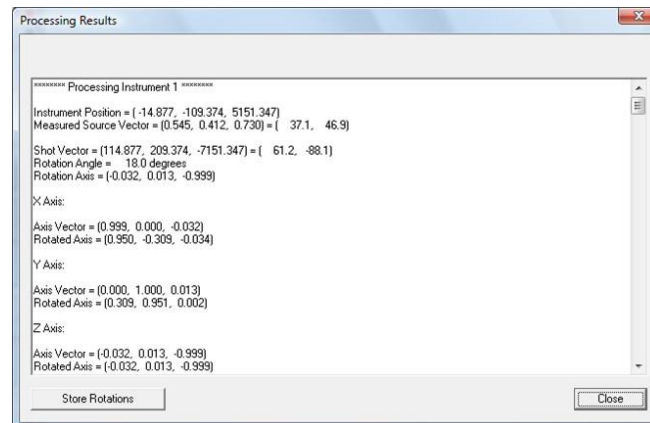 Processing Results
******** Processing Instrument 1 ********
Instrument Position = ( -14.877, -109.374, 5151.347)
Measured Source Vector = (0.545, 0.412, 0.730) = (   37.1,   46.9)
Shot Vector = (114.877, 209.374, -7151.347) = (   61.2,   -88.1)
Rotation Angle =    18.0 degrees
Rotation Axis = (-0.032, 0.013, -0.999)
X Axis:
Axis Vector = (0.999, 0.000, -0.032)
Rotated Axis = (0.950, -0.309, -0.034)
Y Axis:
Axis Vector = (0.000, 1.000, 0.013)
Rotated Axis = (0.309, 0.951, 0.002)
Z Axis:
Axis Vector = (-0.032, 0.013, -0.999)
Rotated Axis = (-0.032, 0.013, -0.999)
Store Rotations
Close